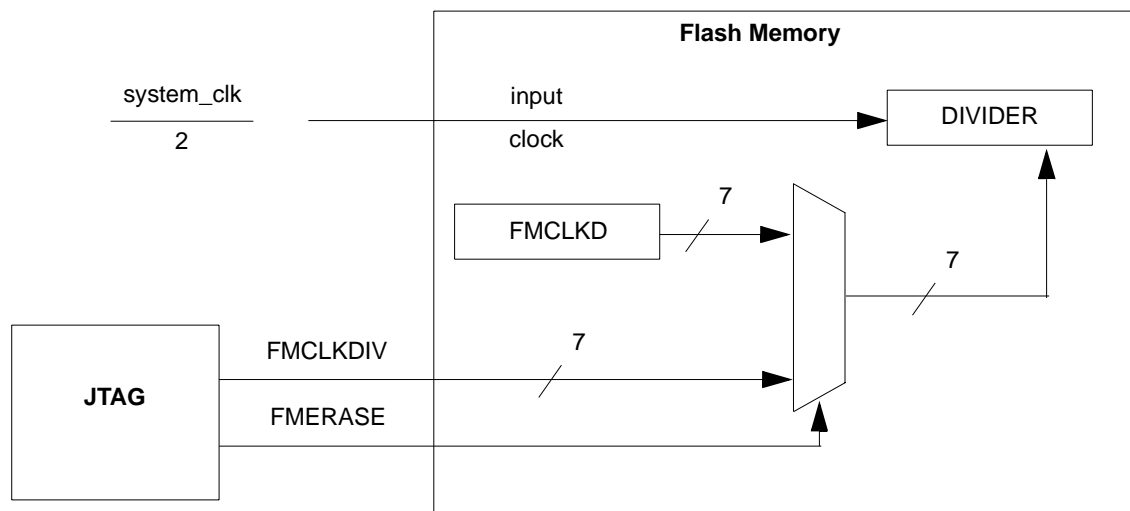 Flash Memory
system_clk
2
input
clock
DIVIDER
7
FMCLKD
7
7
FMCLKDIV
JTAG
FMERASE